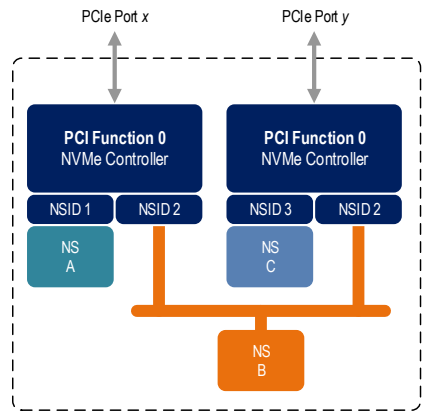 PCIe Port x
PCIe Port y
PCI Function 0
NVMe Controller
PCI Function 0
NVMe Controller
NSID 1
NSID 2
NSID 3
NSID 2
NS
A
NS
C
NS
B